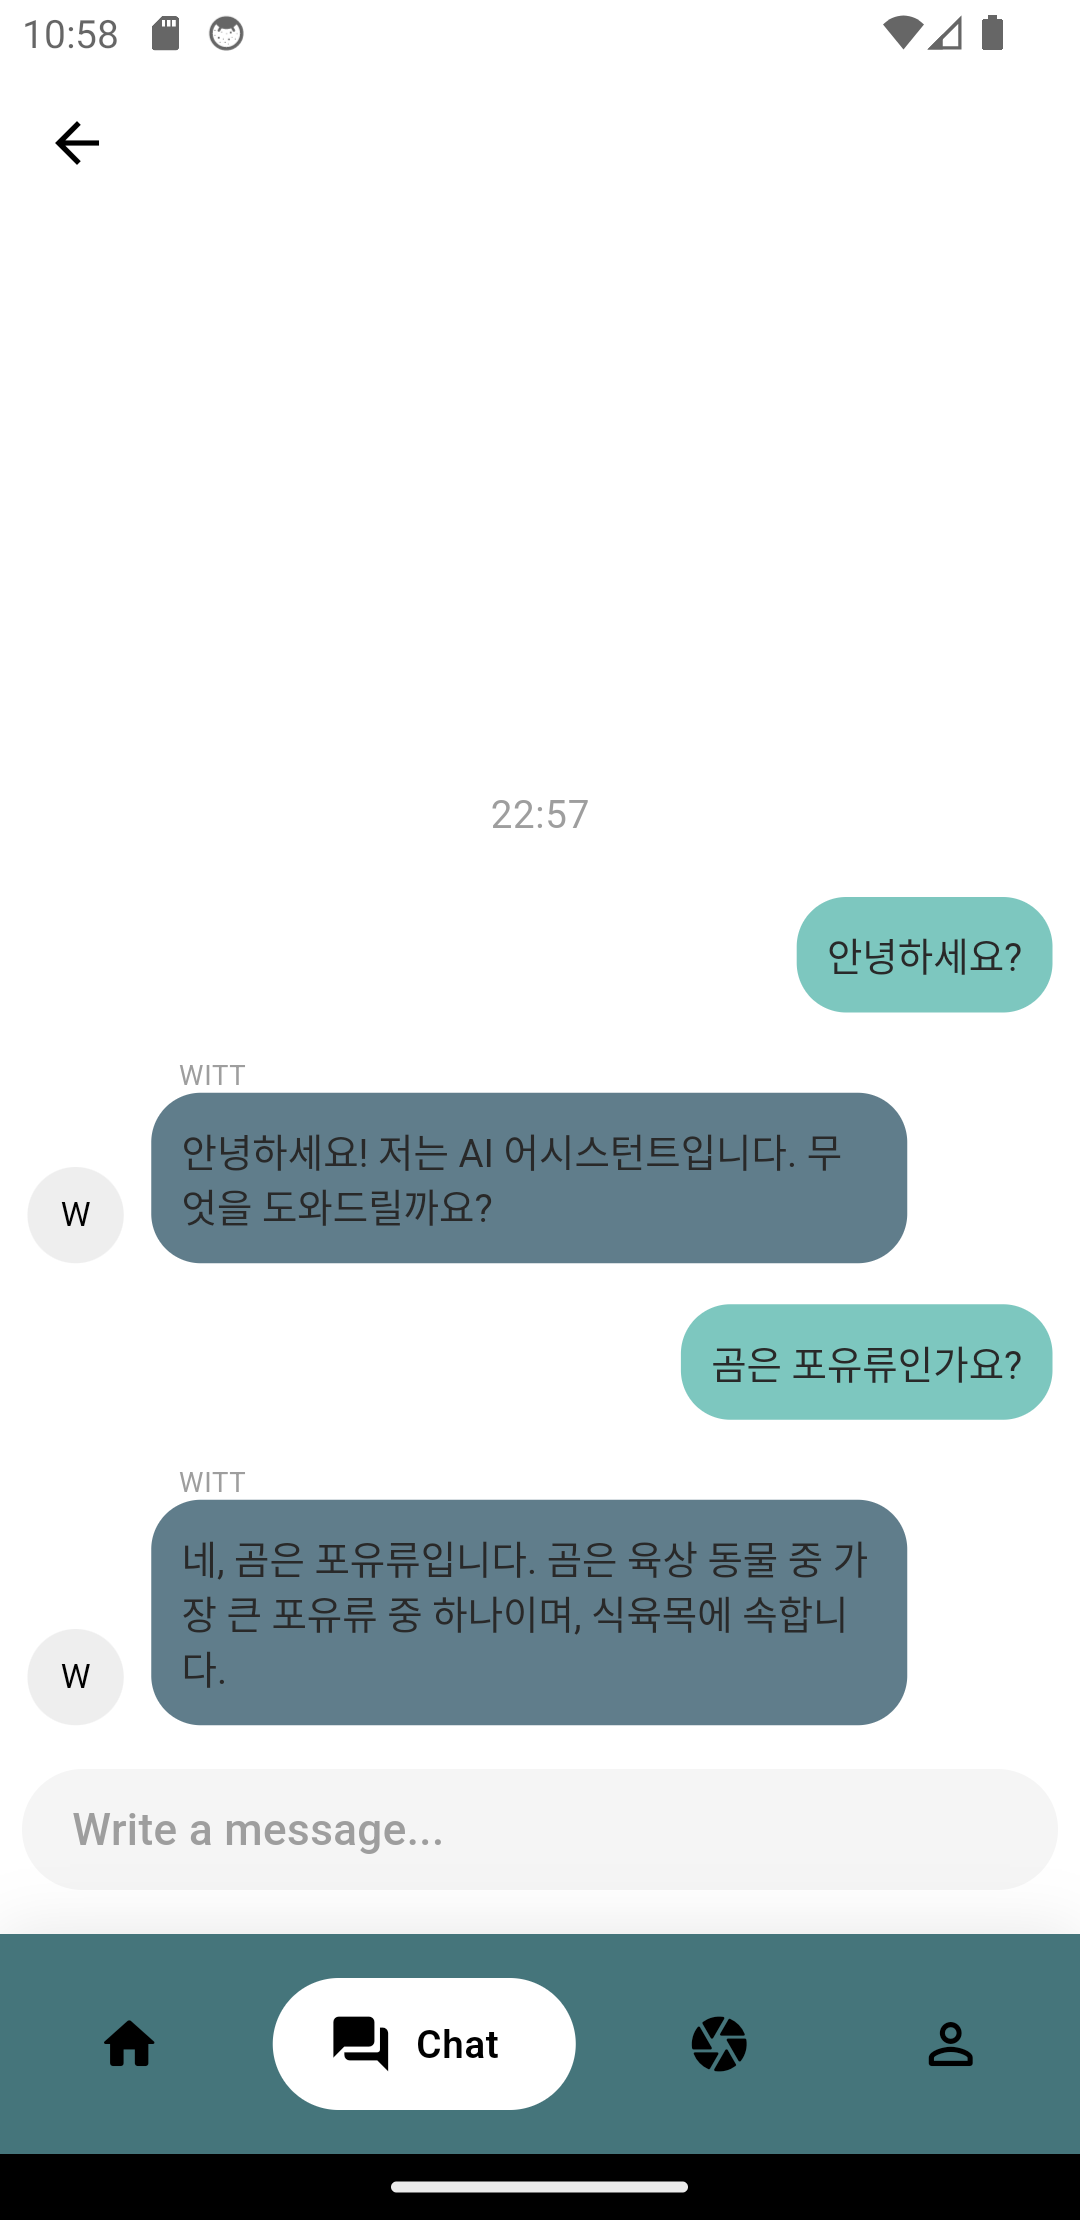 10:58
22:57
안녕하세요?
WITT
안녕하세요! 저는 AI 어시스턴트입니다. 무
엇을 도와드릴까요?
W
곰은 포유류인가요?
WITT
네, 곰은 포유류입니다. 곰은 육상 동물 중 가
장 큰 포유류 중 하나이며, 식육목에 속합니
다.
W
Write a message...
Chat